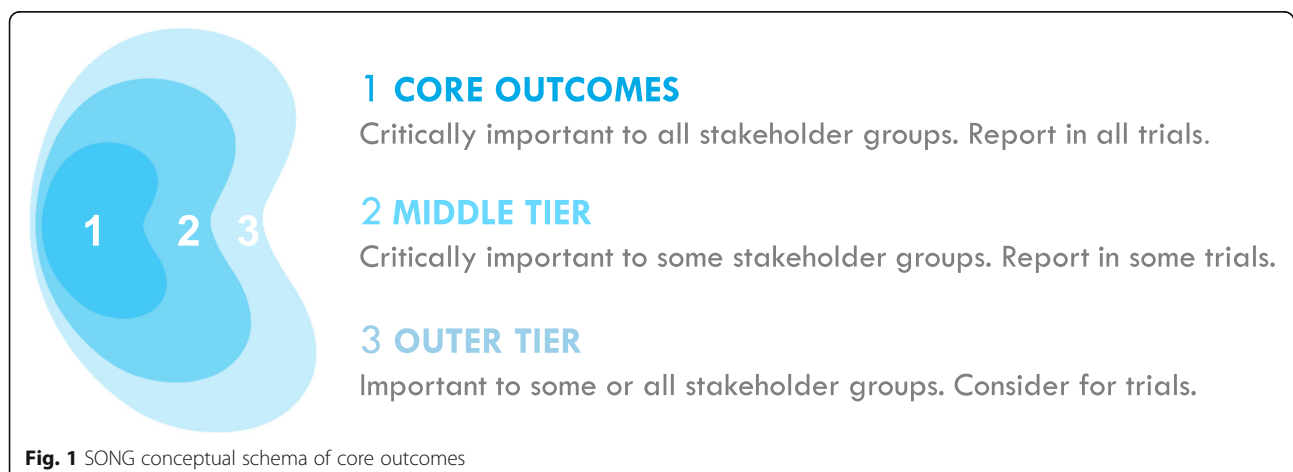 1 CORE OUTCOMES
Critically important to all stakeholder groups. Report in all trials.
1 2 3
2 MIDDLE TIER
Critically important to some stakeholder groups. Report in some trials.
3 OUTER TIER
Important to some or all stakeholder groups. Consider for trials.
Fig. 1 SONG conceptual schema of core outcomes